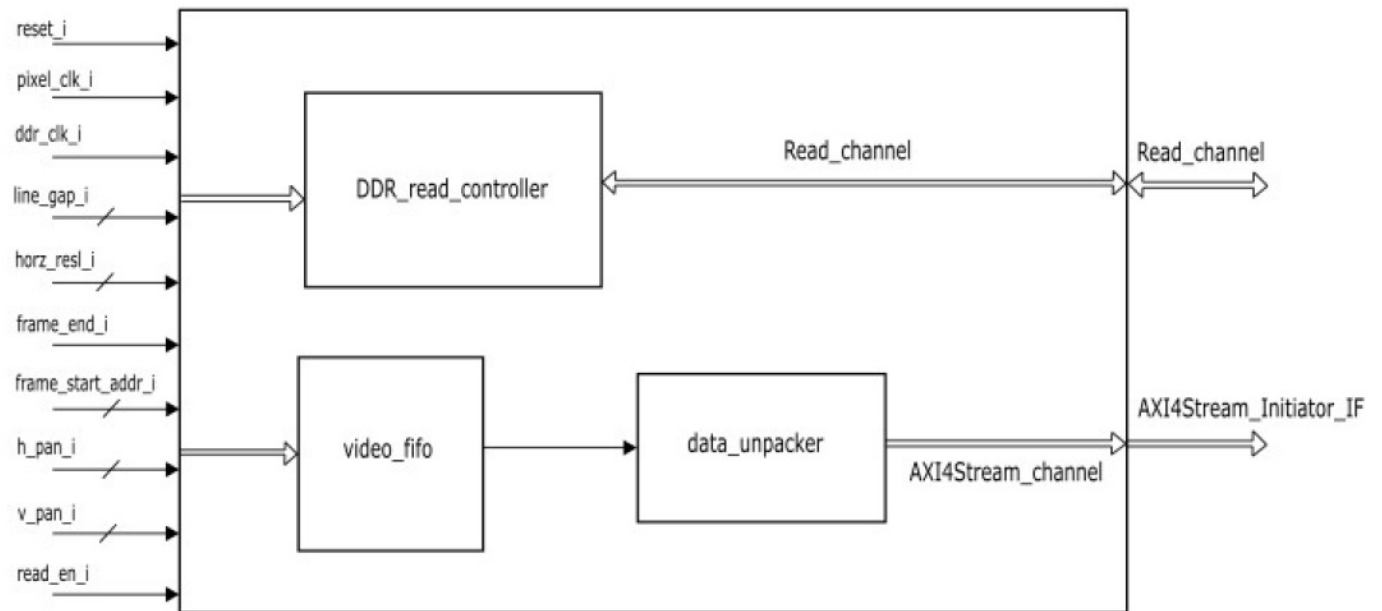 reset_i
pixel_clk_i
ddr_clk_i
line_gap_i
horz_resl_i
frame_end_i
frame_start_addr_i
h_pan_i
v_pan_i
read_en_i
DDR_read_controller
Read_channel
Read_channel
video_fifo
data_unpacker
AXI4Stream_channel
AXI4Stream_Initiator_IF